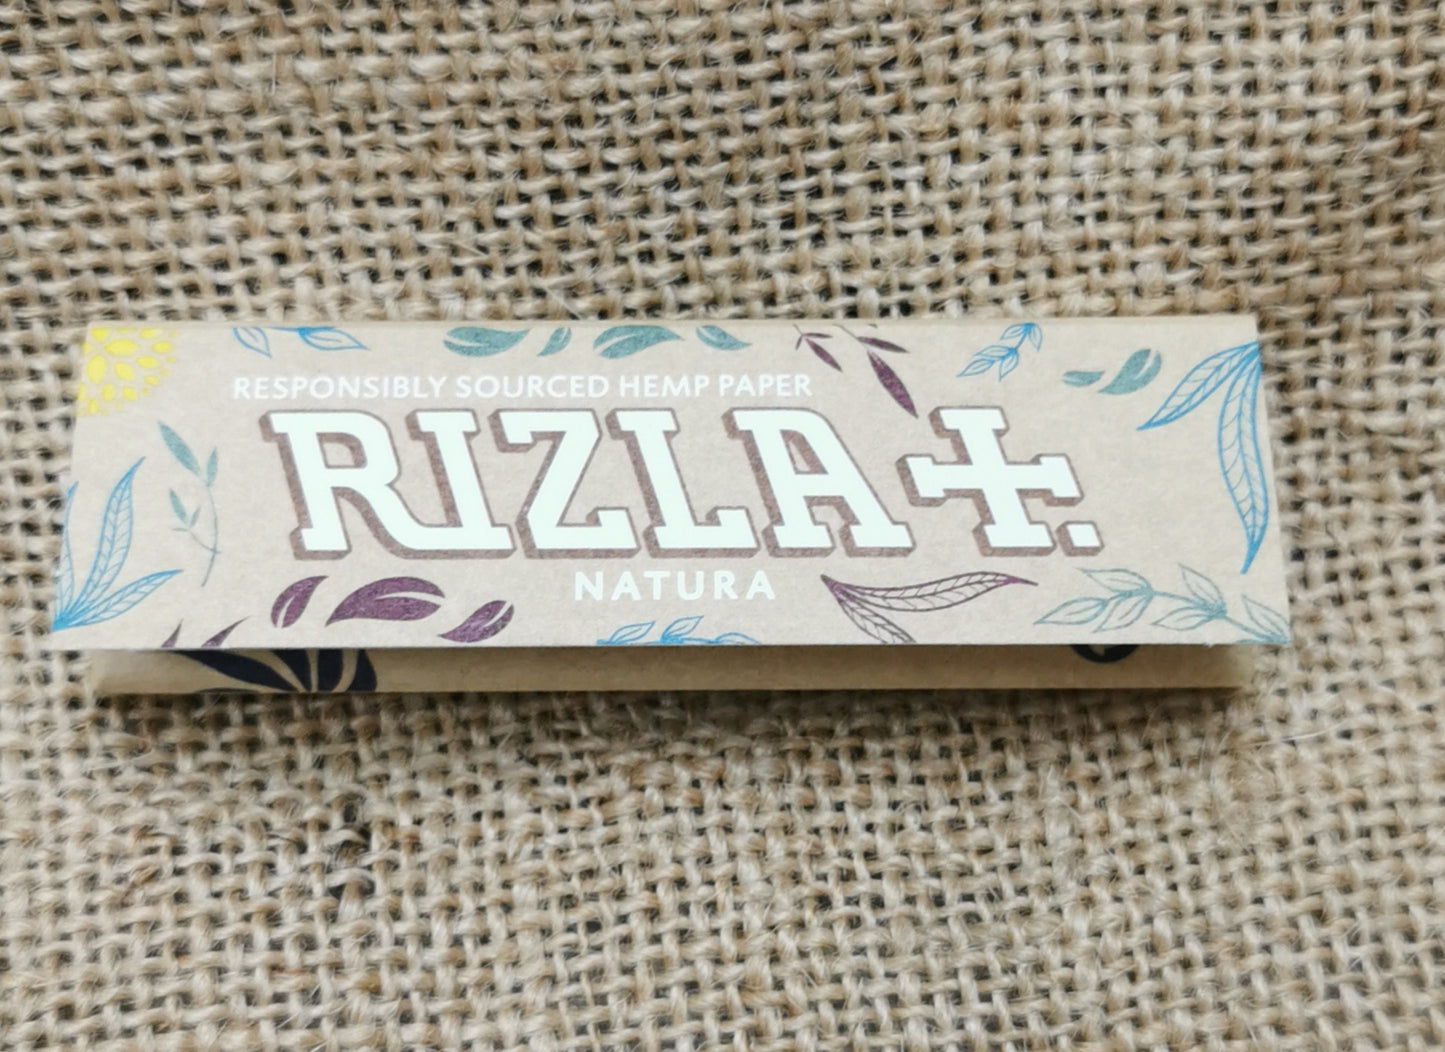 RESPONSIBLY SOURCED HEMP PAPER
RIZLA+.
NATURA